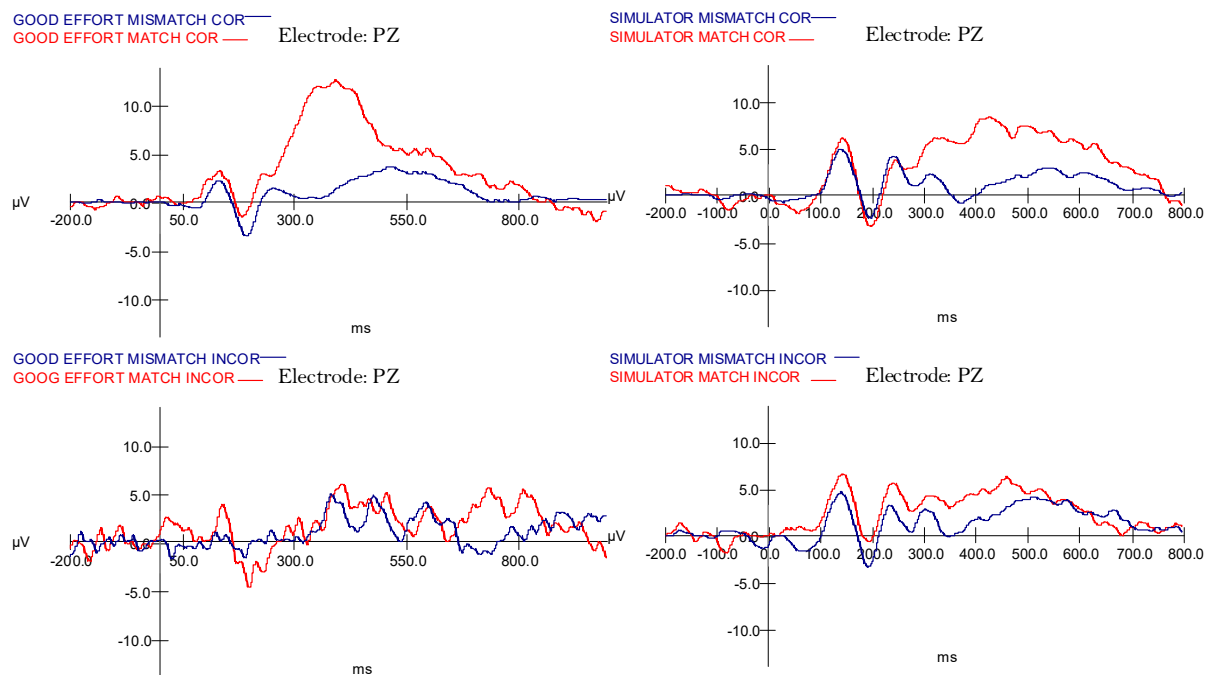 GOOD EFFORT MISMATCH COR
GOOD EFFORT MATCH COR
Electrode: PZ
10.0
5.0
µV
0.0
-200.0
50.0
300.0
550.0
800.0
-5.0
-10.0
ms
SIMULATOR MISMATCH COR
SIMULATOR MATCH COR
Electrode: PZ
10.0
5.0
µV
0.0
-200.0
-100.0
0.0
100.0
200.0
300.0
400.0
500.0
600.0
700.0
800.0
-5.0
-10.0
ms
GOOD EFFORT MISMATCH INCOR
GOOG EFFORT MATCH INCOR
Electrode: PZ
10.0
5.0
µV
0.0
-200.0
50.0
300.0
550.0
800.0
-5.0
-10.0
ms
SIMULATOR MISMATCH INCOR
SIMULATOR MATCH INCOR
Electrode: PZ
10.0
5.0
µV
0.0
-200.0
-100.0
0.0
100.0
200.0
300.0
400.0
500.0
600.0
700.0
800.0
-5.0
-10.0
ms